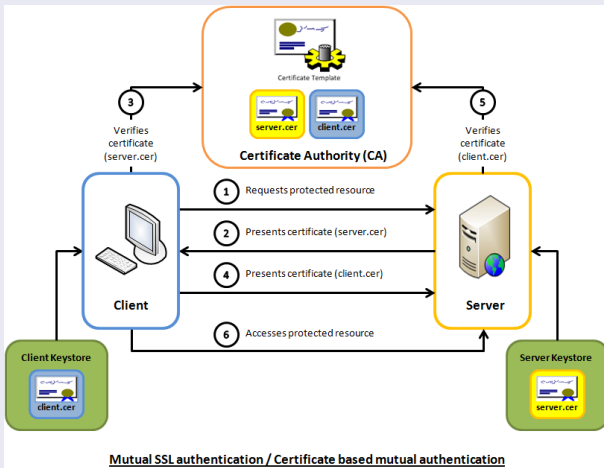 Certificate Template
server.cer
client.cer
Certificate Authority (CA)
3
Verifies
certificate
(server.cer)
5
Verifies
certificate
(client.cer)
1 Requests protected resource
2 Presents certificate (server.cer)
4 Presents certificate (client.cer)
6 Accesses protected resource
Client
Server
Client Keystore
client.cer
Server Keystore
server.cer
Mutual SSL authentication / Certificate based mutual authentication